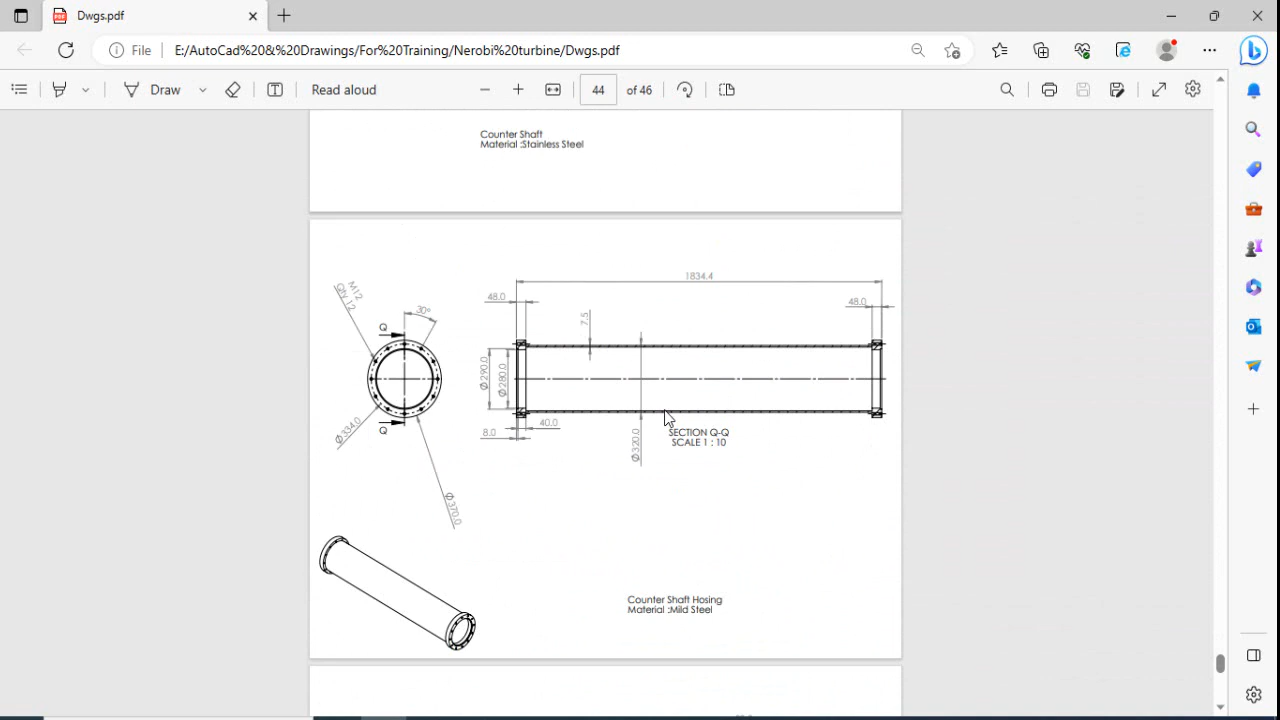 Dwgs.pdf
File
E:/AutoCad%20&%20Drawings/For%20Training/Nerobi%20turbine/Dwgs.pdf
Draw
Read aloud
44
of 46
Counter Shaft
Material :Stainless Steel
1834.4
48.0
48.0
M12
Qty 12
30°
7.5
Q
Ø290.0
Ø280.0
Q
Ø334.0
8.0
40.0
Ø320.0
SECTION Q-Q
SCALE 1 : 10
Ø370.0
Counter Shaft Hosing
Material :Mild Steel